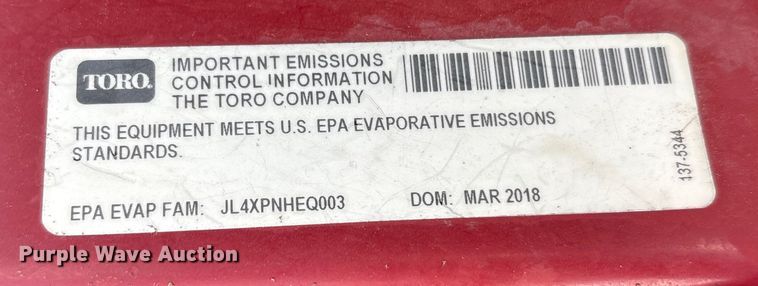 TORO.
IMPORTANT EMISSIONS
CONTROL INFORMATION
THE TORO COMPANY
THIS EQUIPMENT MEETS U.S. EPA EVAPORATIVE EMISSIONS
STANDARDS.
EPA EVAP FAM: JL4XPNHEQ003 DOM: MAR 2018
137-5344
Purple Wave Auction